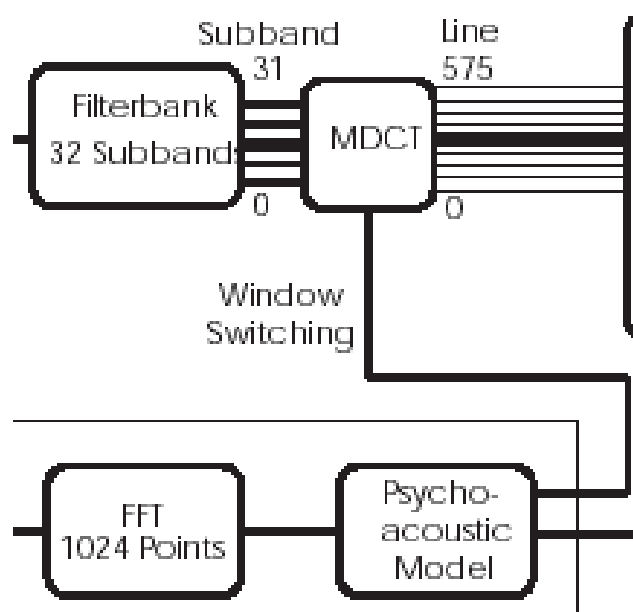 Subband
31
Line
575
Filterbank
32 Subbands
MDCT
0
0
Window
Switching
FFT
1024 Points
Psycho-
acoustic
Model